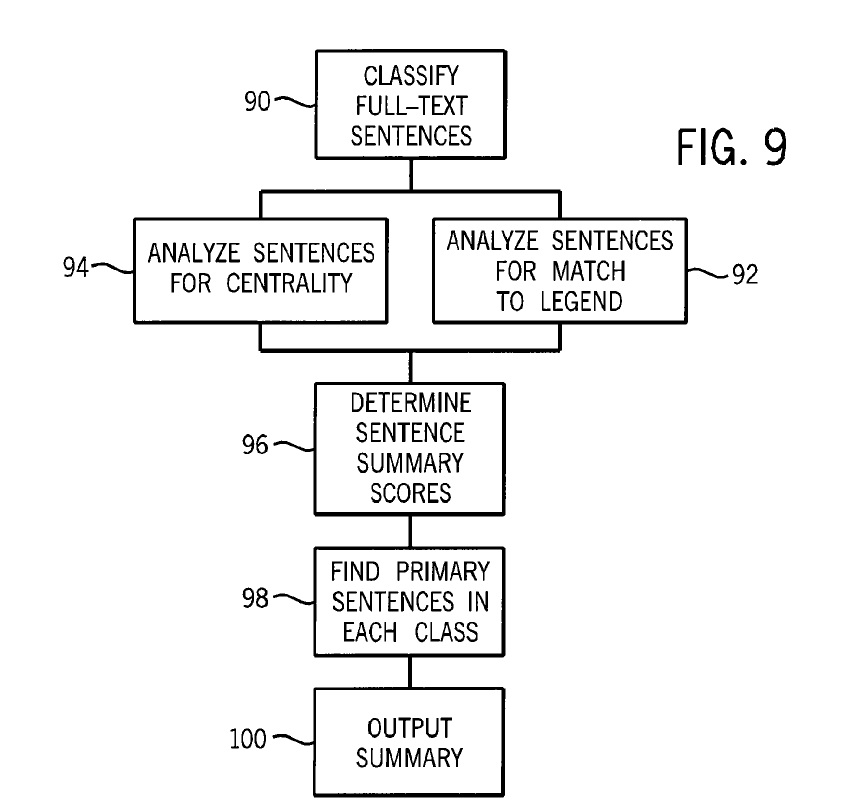 CLASSIFY
90
FULL-TEXT
SENTENCES
FIG. 9
ANALYZE SENTENCES
FOR CENTRALITY
94
ANALYZE SENTENCES
FOR MATCH
TO LEGEND
92
DETERMINE
SENTENCE
96
SUMMARY
SCORES
FIND PRIMARY
98
SENTENCES IN
EACH CLASS
100
OUTPUT
SUMMARY